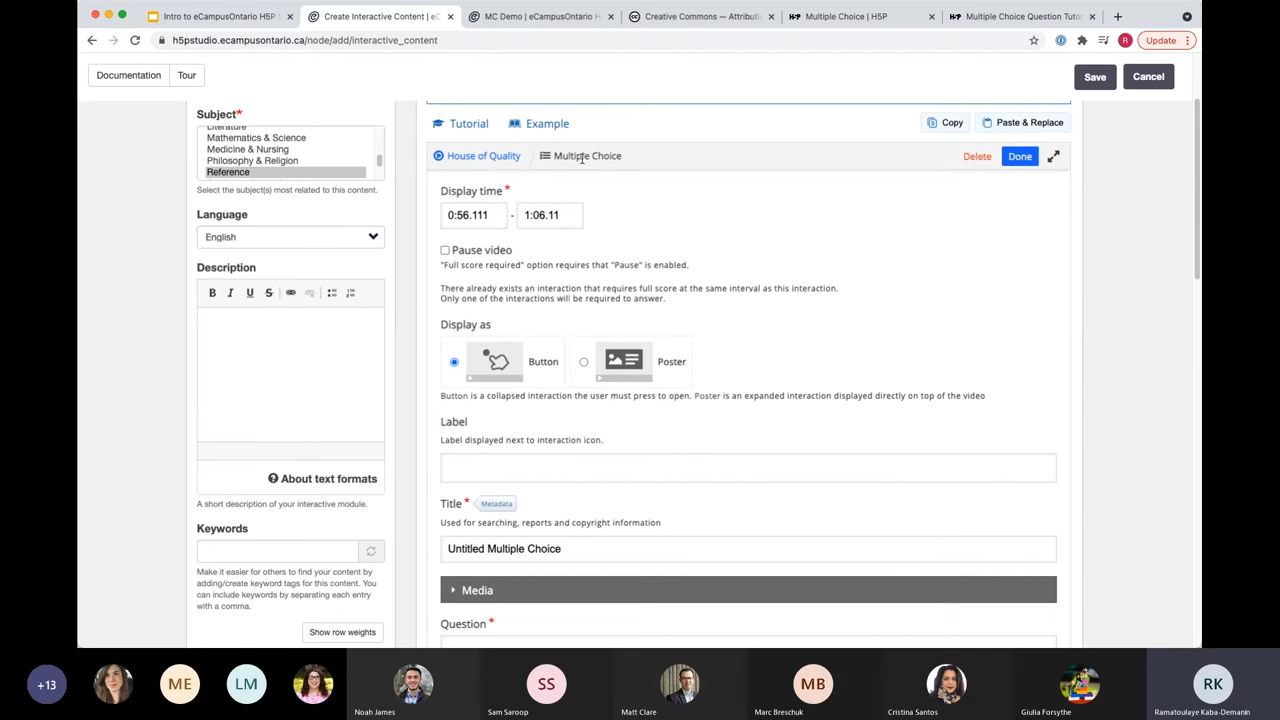 Intro to eCampusOntario H5P S
Create Interactive Content | eC
MC Demo | eCampusOntario H
Creative Commons — Attributi
Multiple Choice | H5P
Multiple Choice Question Tuto
h5pstudio.ecampusontario.ca/node/add/interactive_content
R
Update
Documentation
Tour
Save
Cancel
Subject*
Literature
Mathematics & Science
Medicine & Nursing
Philosophy & Religion
Reference
Select the subject(s) most related to this content.
Language
English
Description
B I U S
About text formats
A short description of your interactive module.
Keywords
Make it easier for others to find your content by
adding/create keyword tags for this content. You
can include keywords by separating each entry
with a comma.
Show row weights
Tutorial
Example
Copy
Paste & Replace
House of Quality
Multiple Choice
Delete
Done
Display time *
0:56.111 - 1:06.11
Pause video
"Full score required" option requires that "Pause" is enabled.
There already exists an interaction that requires full score at the same interval as this interaction.
Only one of the interactions will be required to answer.
Display as
Button
Poster
Button is a collapsed interaction the user must press to open. Poster is an expanded interaction displayed directly on top of the video
Label
Label displayed next to interaction icon.
Title *
Metadata
Used for searching, reports and copyright information
Untitled Multiple Choice
Media
Question *
+13
ME
LM
Noah James
SS
Sam Saroop
Matt Clare
MB
Marc Breschuk
Cristina Santos
Giulia Forsythe
RK
Ramatoulaye Kaba-Demanin